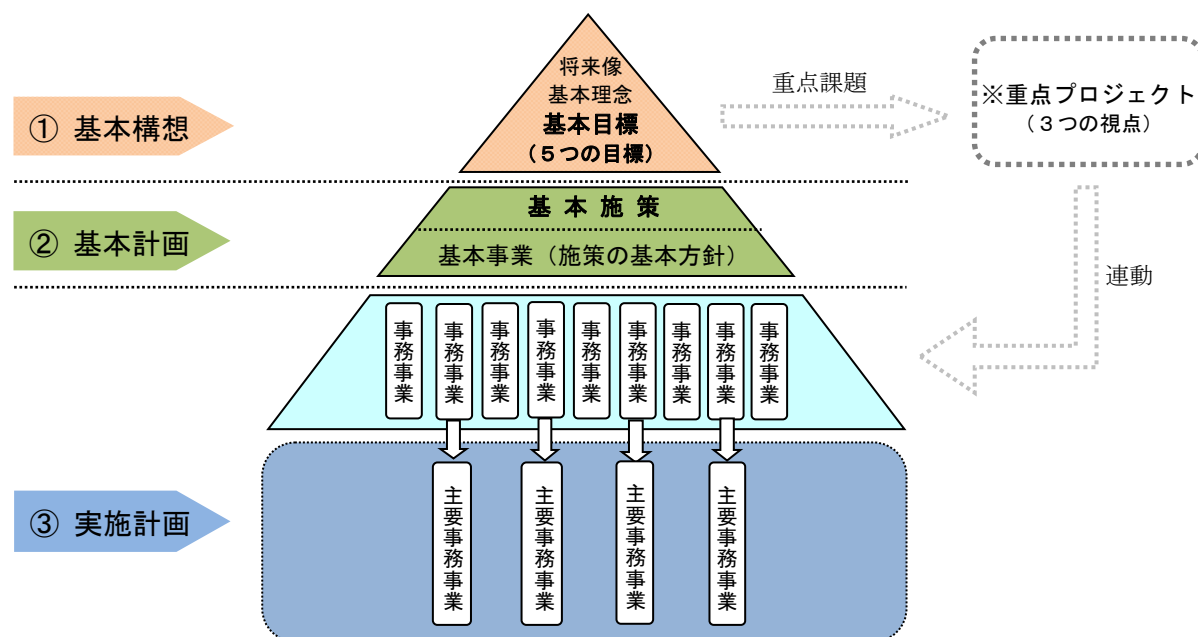 将来像
基本理念
基本目標
（５つの目標）
重点課題
※重点プロジェクト
（３つの視点）
① 基本構想
基 本 施 策
② 基本計画
基本事業（施策の基本方針）
連動
事務事業
事務事業
事務事業
事務事業
事務事業
事務事業
事務事業
事務事業
事務事業
③ 実施計画
主要事務事業
主要事務事業
主要事務事業
主要事務事業